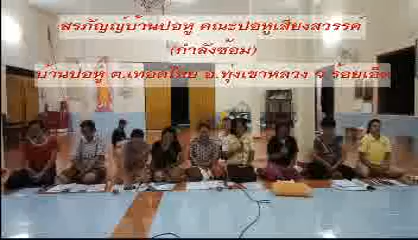 สรภัญญ์บ้านปอหู คณะปอหูเสียงสวรรค์
(กำลังซ้อม)
บ้านปอหู ต.เทอดไทย อ.ทุ่งเขาหลวง จ ร้อยเอ็ด